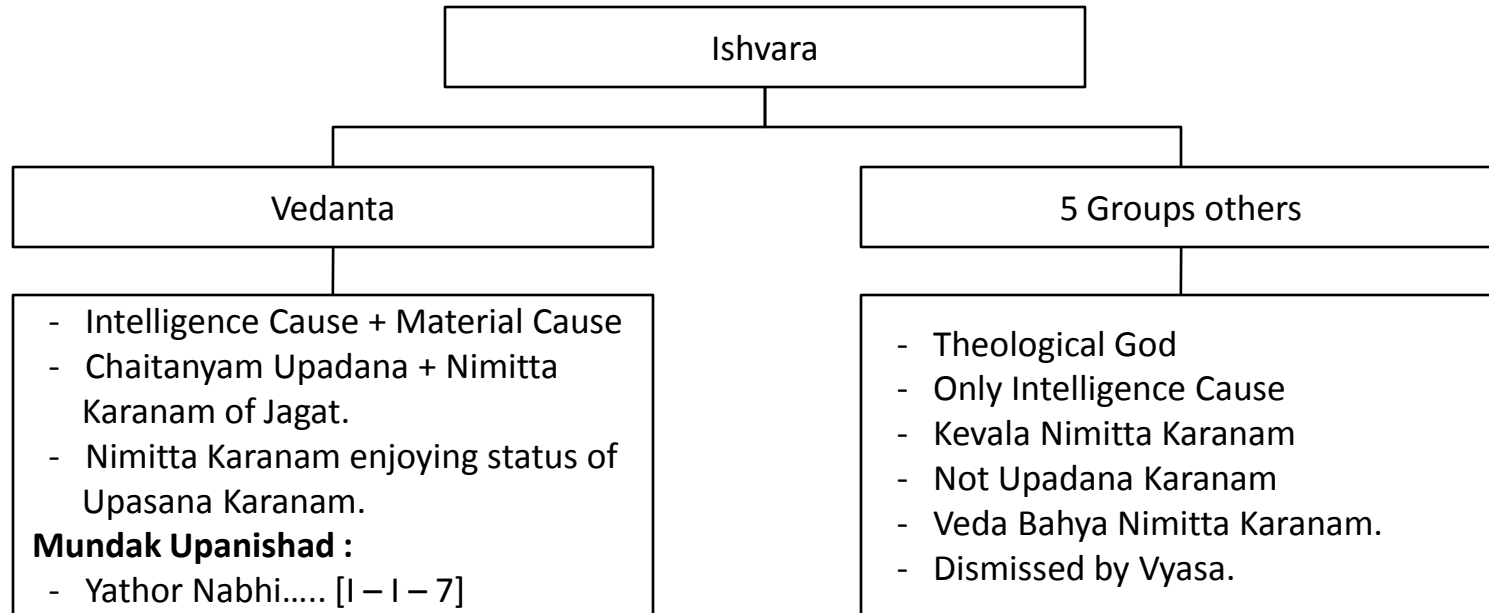 Ishvara
Vedanta
5 Groups others
- Intelligence Cause + Material Cause
- Chaitanyam Upadana + Nimitta
Karanam of Jagat.
- Nimitta Karanam enjoying status of
Upasana Karanam.
Mundak Upanishad :
- Yathor Nabhi..... [I – I – 7]
- Theological God
- Only Intelligence Cause
- Kevala Nimitta Karanam
- Not Upadana Karanam
- Veda Bahya Nimitta Karanam.
- Dismissed by Vyasa.